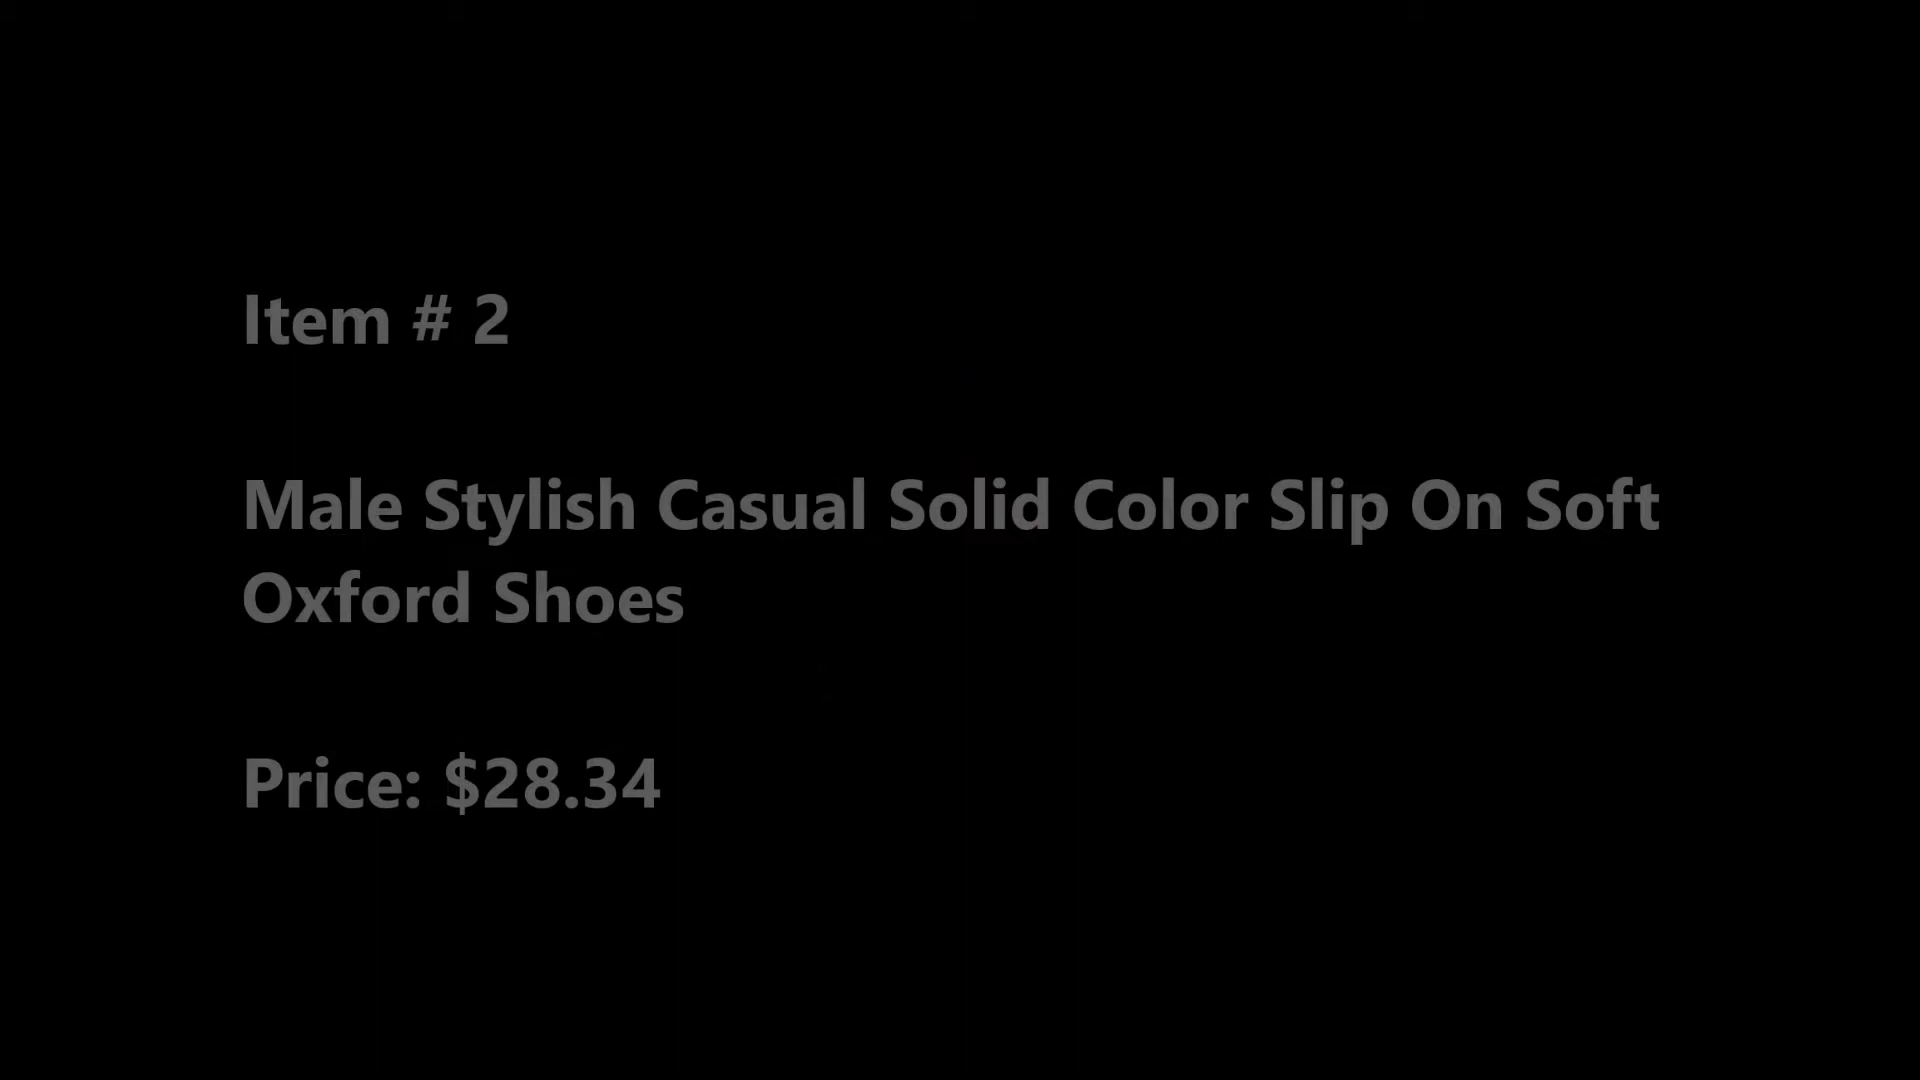 Item # 2
Male Stylish Casual Solid Color Slip On Soft
Oxford Shoes
Price: $28.34